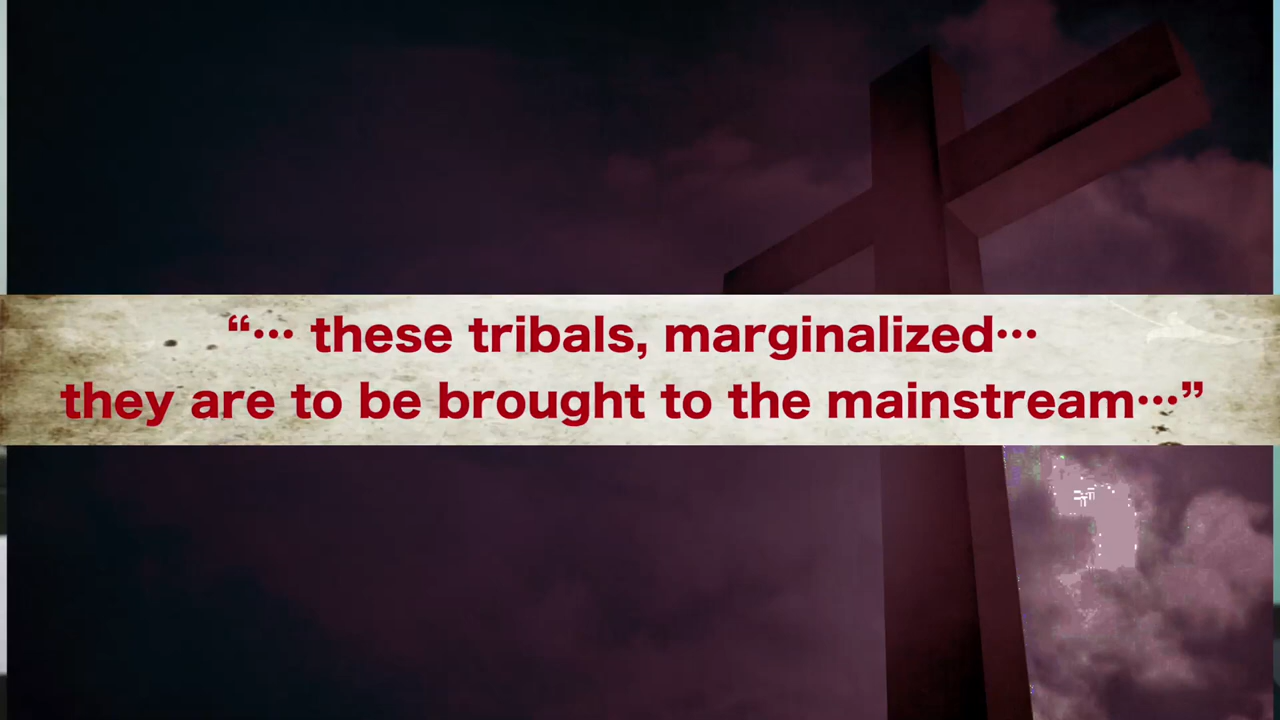 “… these tribals, marginalized…
they are to be brought to the mainstream…”